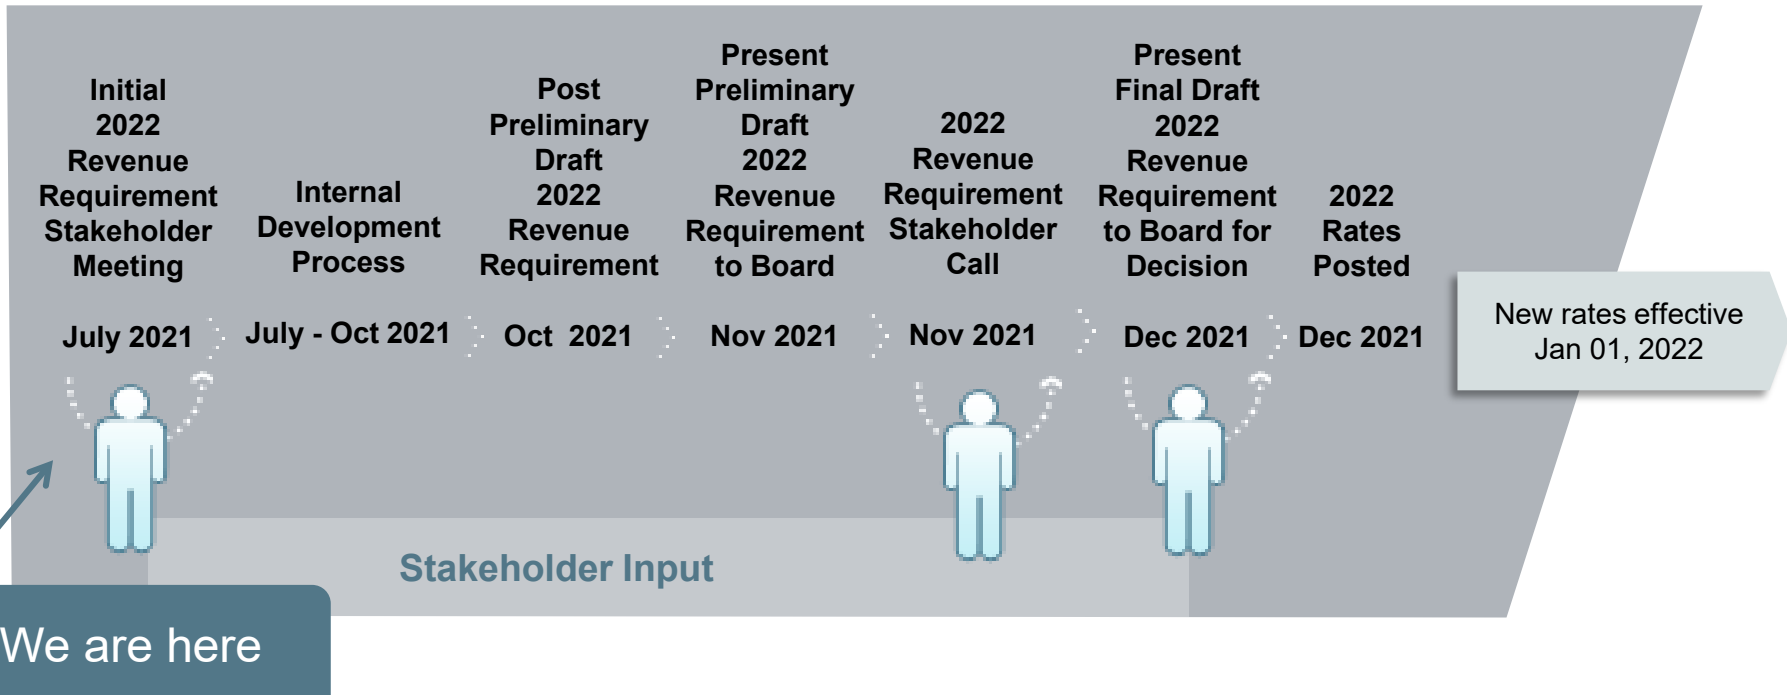 Initial
2022
Revenue
Requirement
Stakeholder
Meeting
July 2021
Internal
Development
Process
July - Oct 2021
Post
Preliminary
Draft
2022
Revenue
Requirement
Oct 2021
Present
Preliminary
Draft
2022
Revenue
Requirement
to Board
Nov 2021
2022
Revenue
Requirement
Stakeholder
Call
Nov 2021
Present
Final Draft
2022
Revenue
Requirement
to Board for
Decision
Dec 2021
2022
Rates
Posted
Dec 2021
New rates effective
Jan 01, 2022
Stakeholder Input
We are here